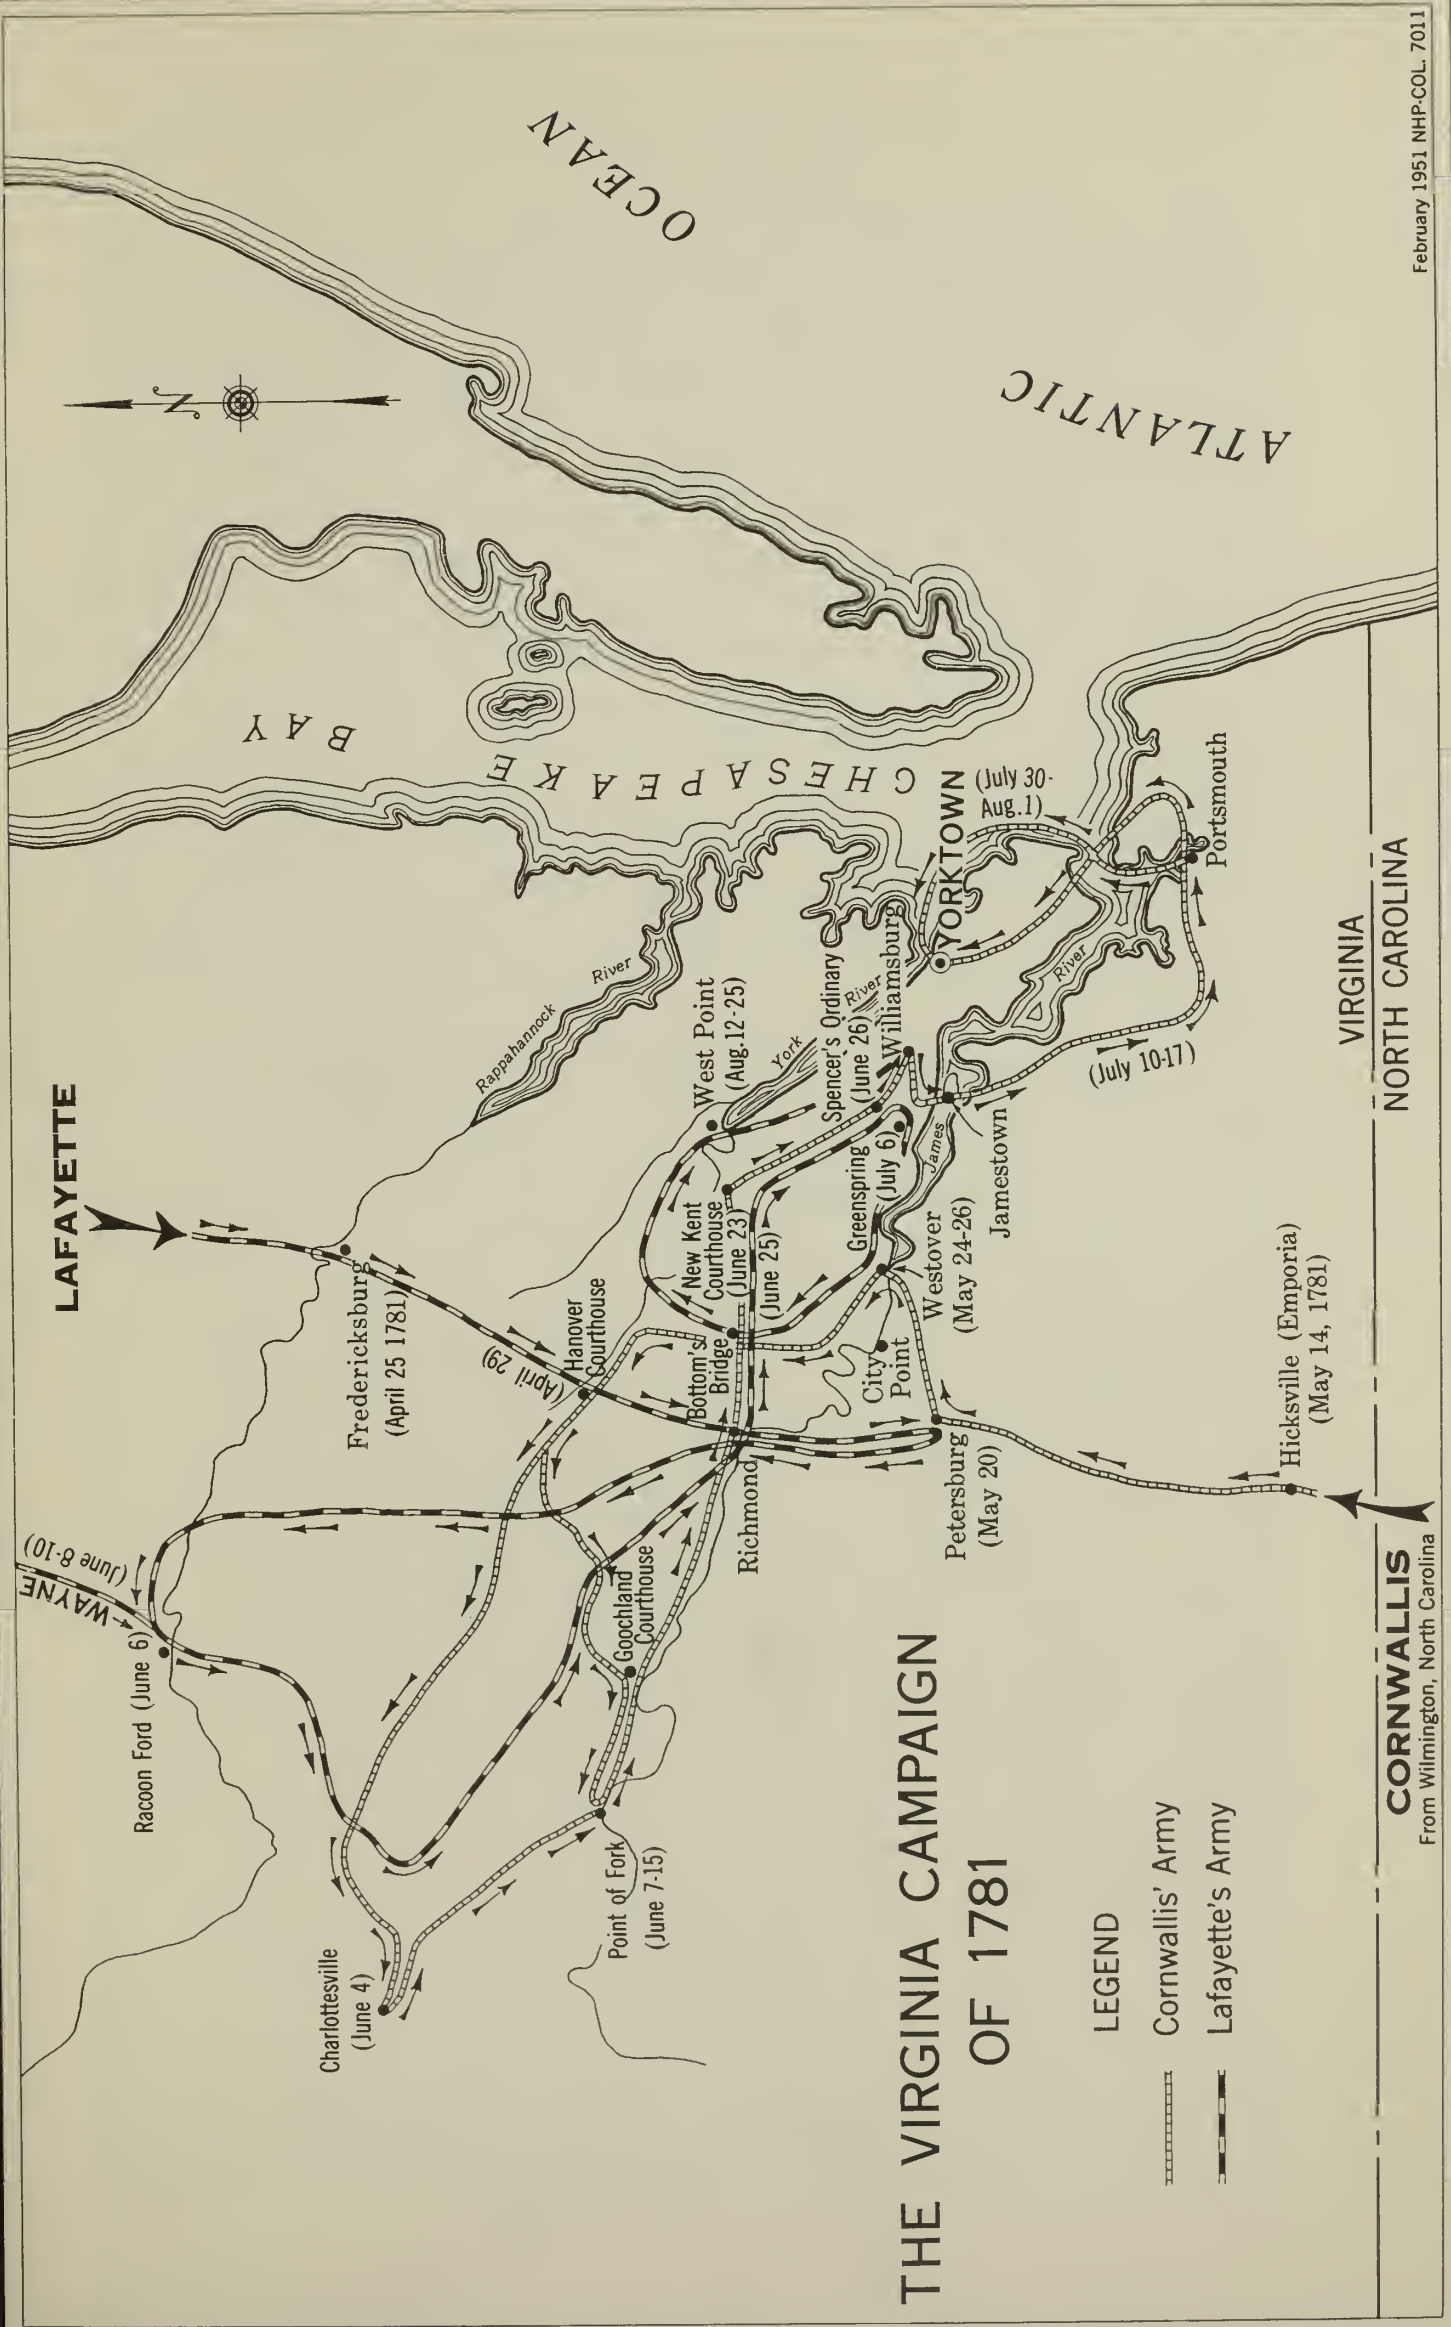 THE VIRGINIA CAMPAIGN
OF 1781
LEGEND
Cornwallis' Army
Lafayette's Army
LAFAYETTE
WAYNE
(June 8-10)
Racoon Ford (June 6)
Fredericksburg
(April 25 1781)
(April 29)
Hanover
Courthouse
Charlottesville
(June 4)
Point of Fork
(June 7-15)
Goochland
Courthouse
Richmond
Bottom's
Bridge
New Kent
Courthouse
(June 23)
(June 25)
West Point
(Aug. 12-25)
Rappahannock
River
York
River
Spencer's Ordinary
(June 26)
Williamsburg
Greenspring
(July 6)
James
River
Jamestown
Westover
(May 24-26)
City
Point
Petersburg
(May 20)
Hicksville (Emporia)
(May 14, 1781)
CORNWALLIS
From Wilmington, North Carolina
(July 10-17)
Portsmouth
YORKTOWN
(July 30-
Aug. 1)
CHESAPEAKE
BAY
ATLANTIC
OCEAN
N
VIRGINIA
NORTH CAROLINA
February 1951 NHP-COL. 7011